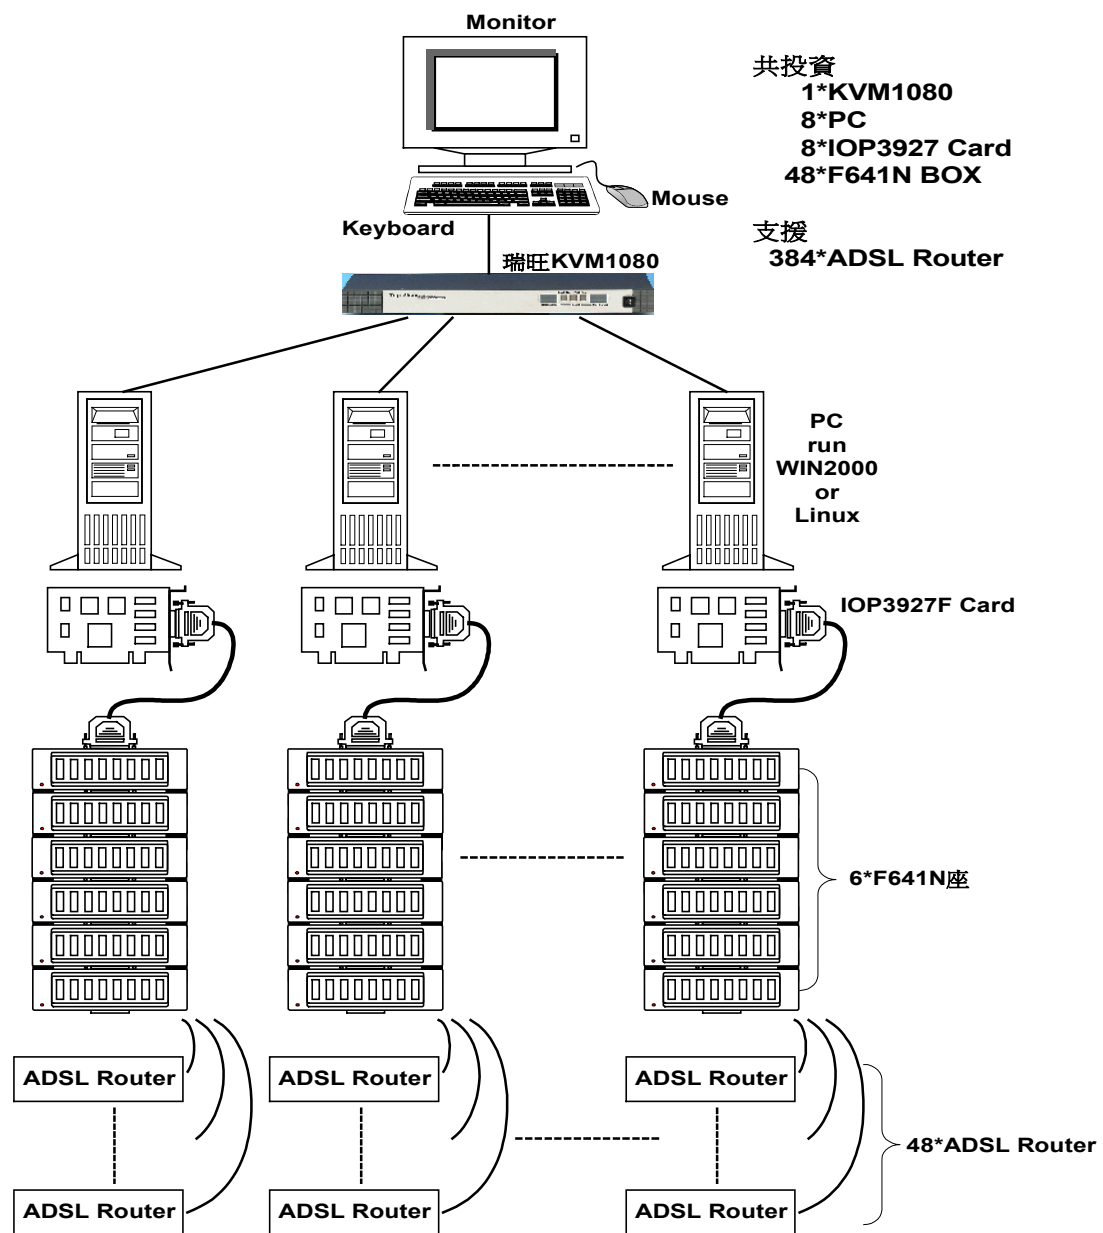 Monitor
共投資
1*KVM1080
8*PC
8*IOP3927 Card
48*F641N BOX
Mouse
Keyboard
支援
384*ADSL Router
瑞旺KVM1080
PC
run
WIN2000
or
Linux
IOP3927F Card
6*F641N座
ADSL Router
ADSL Router
ADSL Router
48*ADSL Router
ADSL Router
ADSL Router
ADSL Router